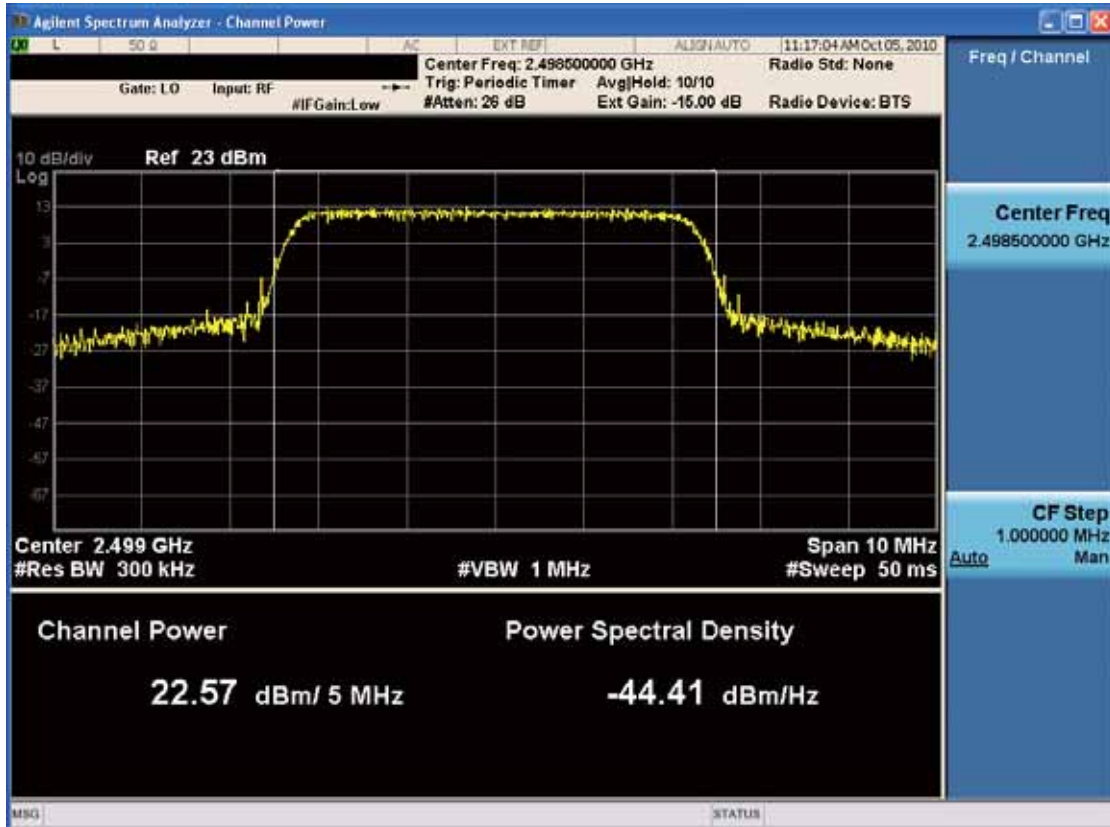 Agilent Spectrum Analyzer - Channel Power
L 50 Ω AC EXT REF ALIGN AUTO 11:17:04 AM Oct 05, 2010
Center Freq: 2.498500000 GHz Radio Std: None
Gate: LO Input: RF Trig: Periodic Timer Avg|Hold: 10/10
#IFGain:Low #Atten: 26 dB Ext Gain: -15.00 dB Radio Device: BTS
10 dB/div Ref 23 dBm
Log
13
3
-7
-17
-27
-37
-47
-57
-67
Center 2.499 GHz Span 10 MHz
#Res BW 300 kHz #VBW 1 MHz #Sweep 50 ms
Channel Power Power Spectral Density
22.57 dBm/ 5 MHz -44.41 dBm/Hz
MSG STATUS
Freq / Channel
Center Freq
2.498500000 GHz
CF Step
1.000000 MHz
Auto Man